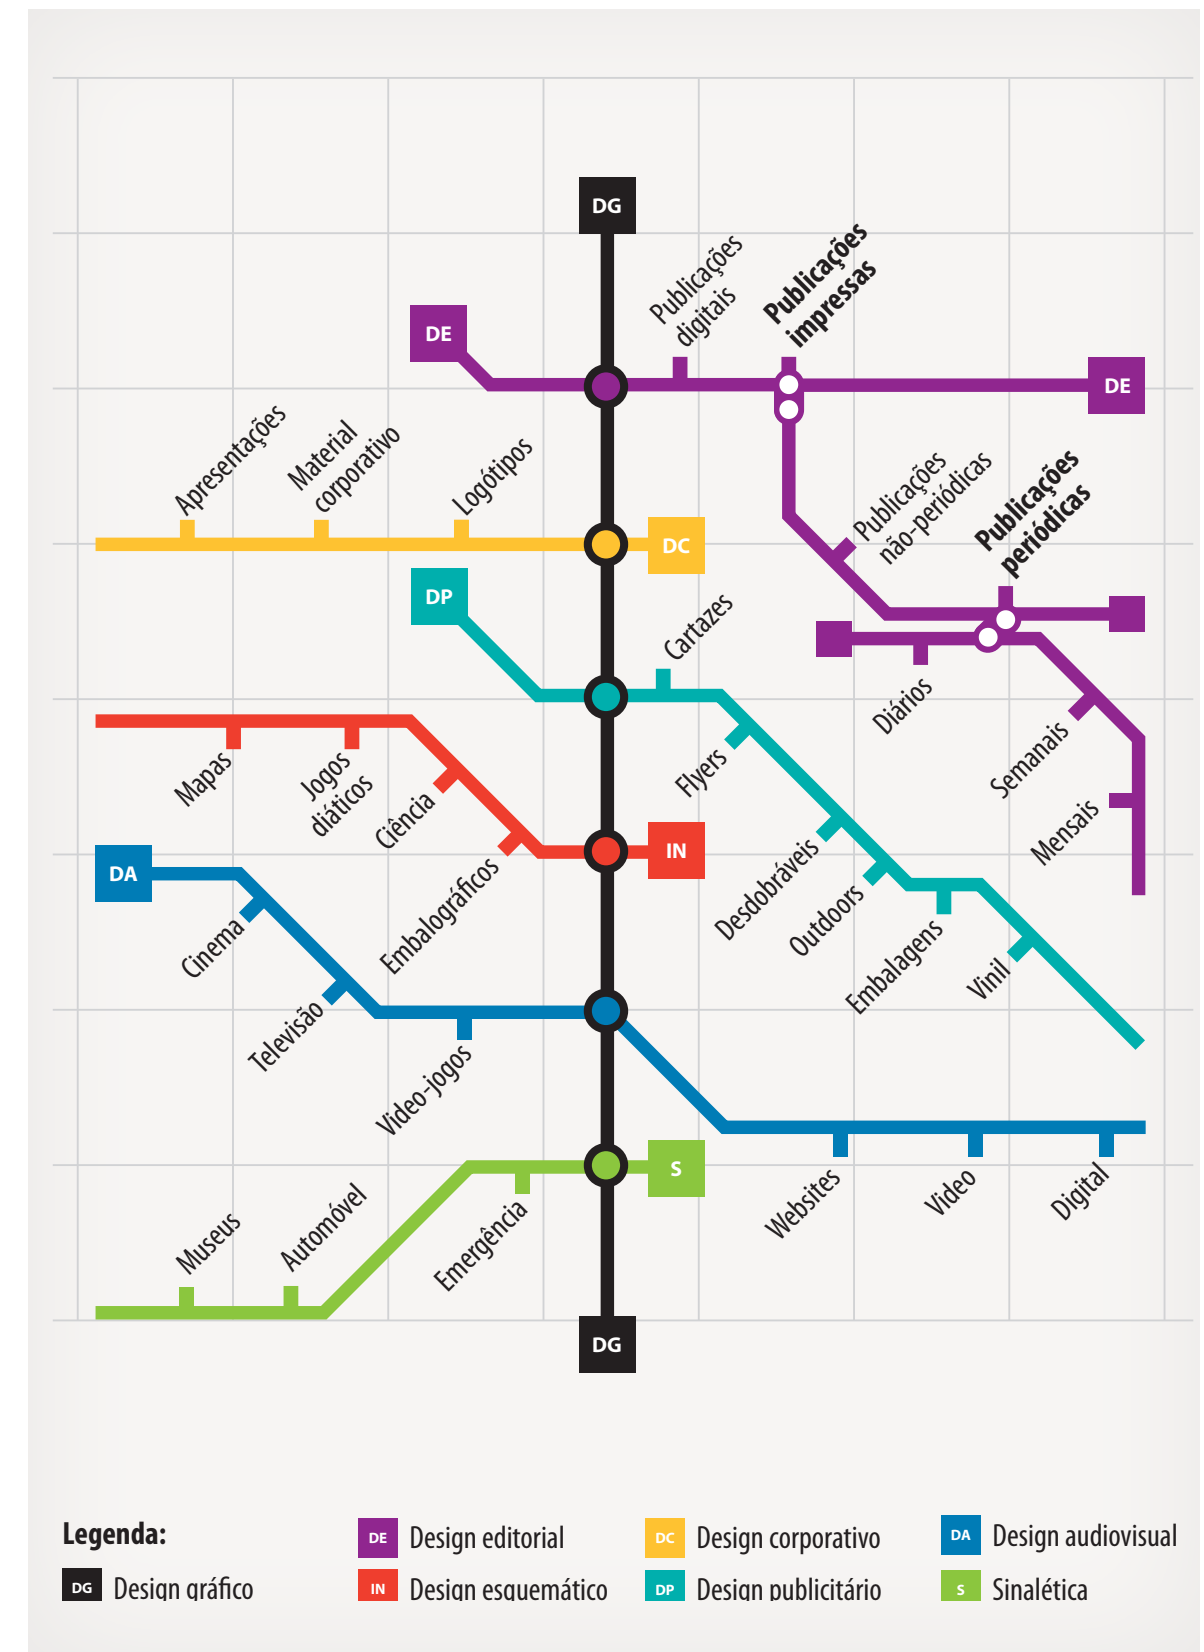 DG
Publicações
digitais
Publicações
impressas
DE
DE
Apresentações
Material
corporativo
Logótipos
DC
Publicações
não-periódicas
Publicações
periódicas
DP
Cartazes
Diários
Semanais
Mensais
Mapas
Jogos
diáticos
Ciência
Embalográficos
IN
Flyers
Desdobráveis
Outdoors
Embalagens
Vinil
DA
Cinema
Televisão
Video-jogos
Websites
Video
Digital
S
Museus
Automóvel
Emergência
DG
Legenda:
DG Design gráfico
DE Design editorial
IN Design esquemático
DC Design corporativo
DP Design publicitário
DA Design audiovisual
S Sinalética